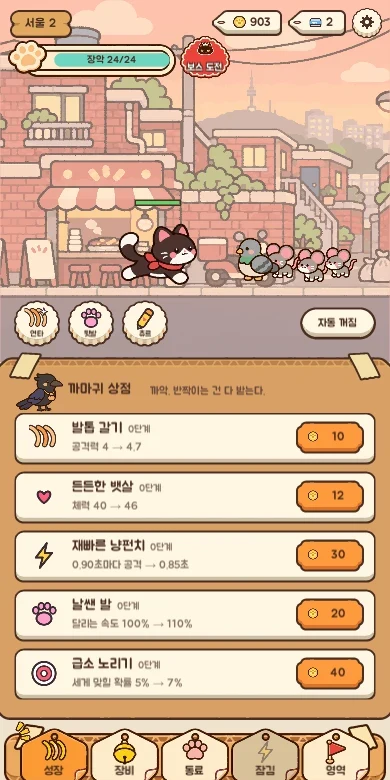 서울 2
903
2
장악 24/24
보스 도전
연타
츄르
자동 꺼짐
까마귀 상점 까악, 반짝이는 건 다 받는다.
발톱 갈기 0단계
공격력 4 → 4.7
10
든든한 뱃살 0단계
체력 40 → 46
12
재빠른 냥펀치 0단계
0.90초마다 공격 → 0.85초
30
날쌘 발 0단계
달리는 속도 100% → 110%
20
급소 노리기 0단계
세게 맞힐 확률 5% → 7%
40
성장
장비
동료
잠김
영역